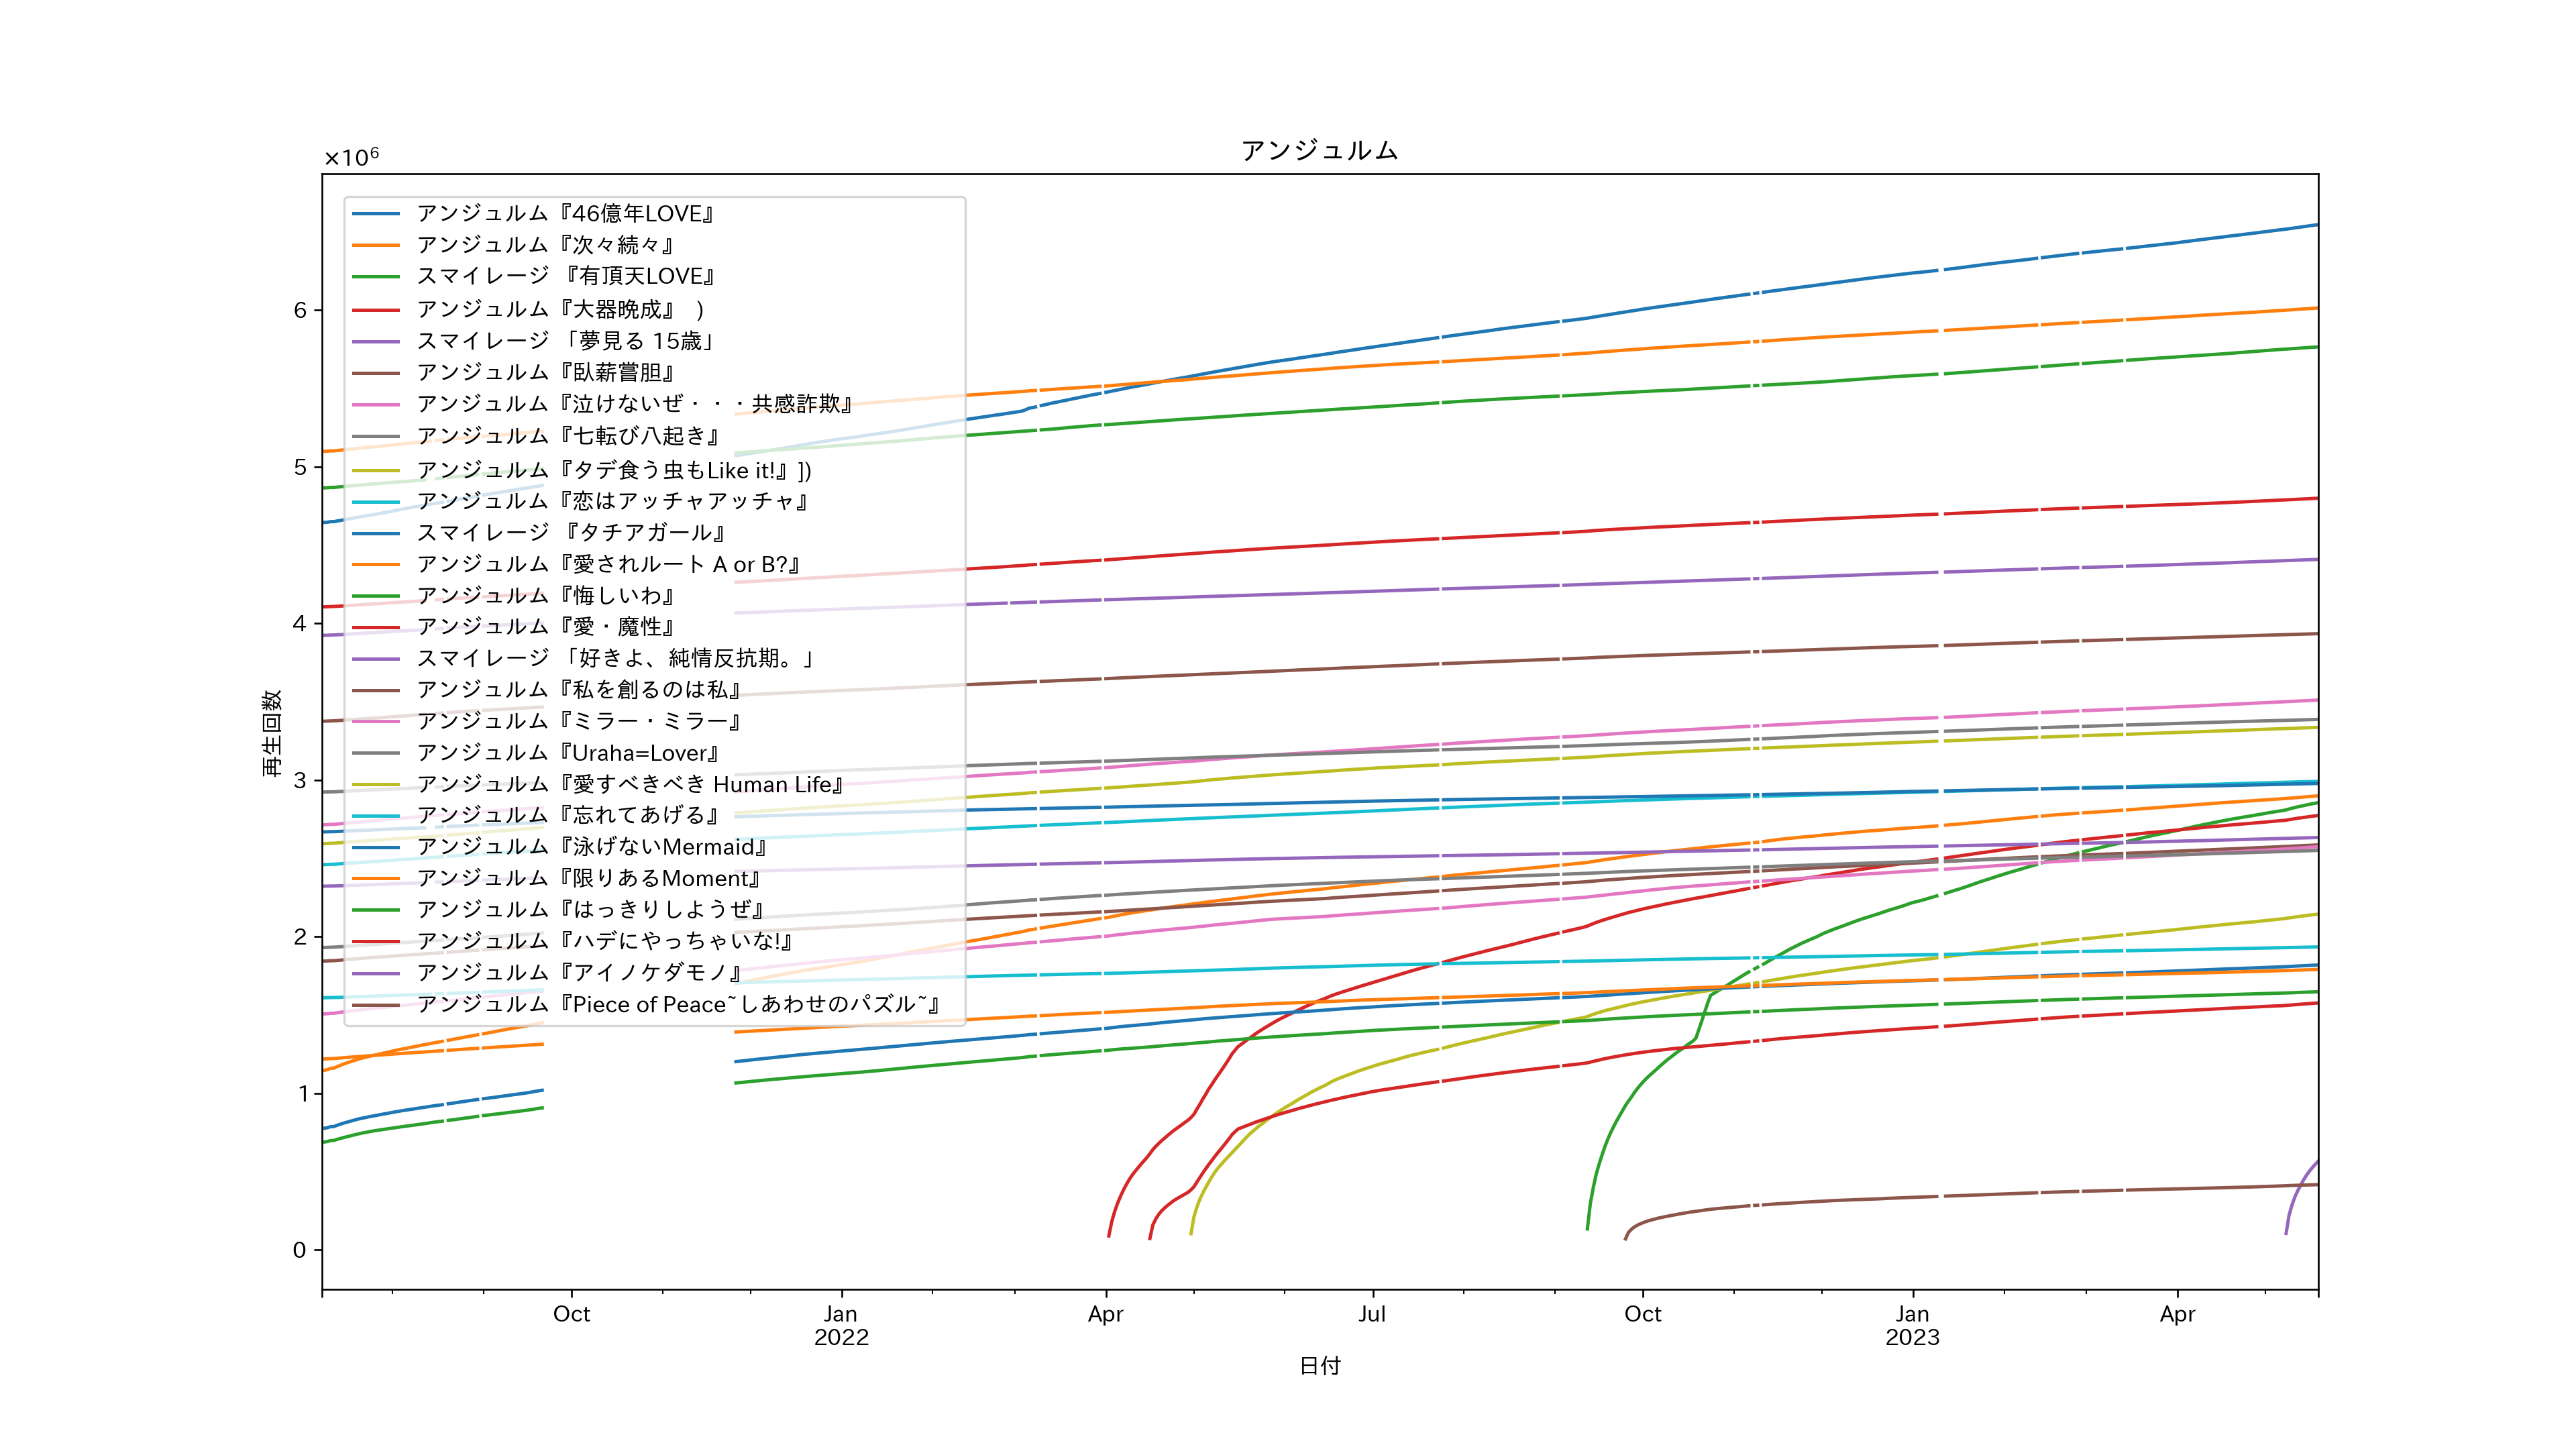 アンジュルム
×10⁶
アンジュルム『46億年LOVE』
アンジュルム『次々続々』
スマイレージ 『有頂天LOVE』
アンジュルム『大器晩成』 )
スマイレージ 「夢見る 15歳」
アンジュルム『臥薪嘗胆』
アンジュルム『泣けないぜ・・・共感詐欺』
アンジュルム『七転び八起き』
アンジュルム『タデ食う虫もLike it!』])
アンジュルム『恋はアッチャアッチャ』
スマイレージ 『タチアガール』
アンジュルム『愛されルート A or B?』
アンジュルム『悔しいわ』
アンジュルム『愛・魔性』
スマイレージ 「好きよ、純情反抗期。」
アンジュルム『私を創るのは私』
アンジュルム『ミラー・ミラー』
アンジュルム『Uraha=Lover』
アンジュルム『愛すべきべき Human Life』
アンジュルム『忘れてあげる』
アンジュルム『泳げないMermaid』
アンジュルム『限りあるMoment』
アンジュルム『はっきりしようぜ』
アンジュルム『ハデにやっちゃいな!』
アンジュルム『アイノケダモノ』
アンジュルム『Piece of Peace~しあわせのパズル~』
再生回数
6
5
4
3
2
1
0
Oct Jan Apr Jul Oct Jan Apr
2022 2023
日付